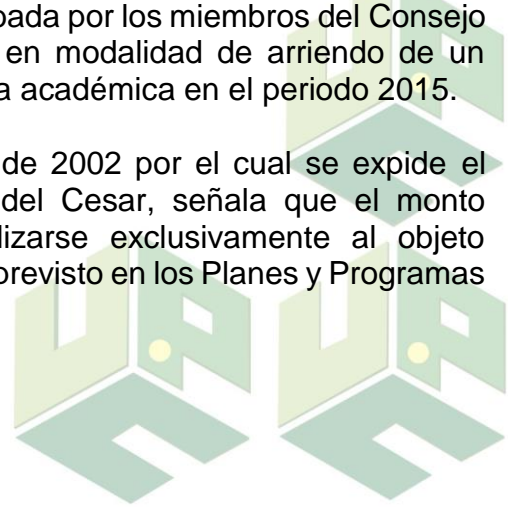 bada por los miembros del Consejo
en modalidad de arriendo de un
a académica en el periodo 2015.
de 2002 por el cual se expide el
del Cesar, señala que el monto
lizarse exclusivamente al objeto
previsto en los Planes y Programas